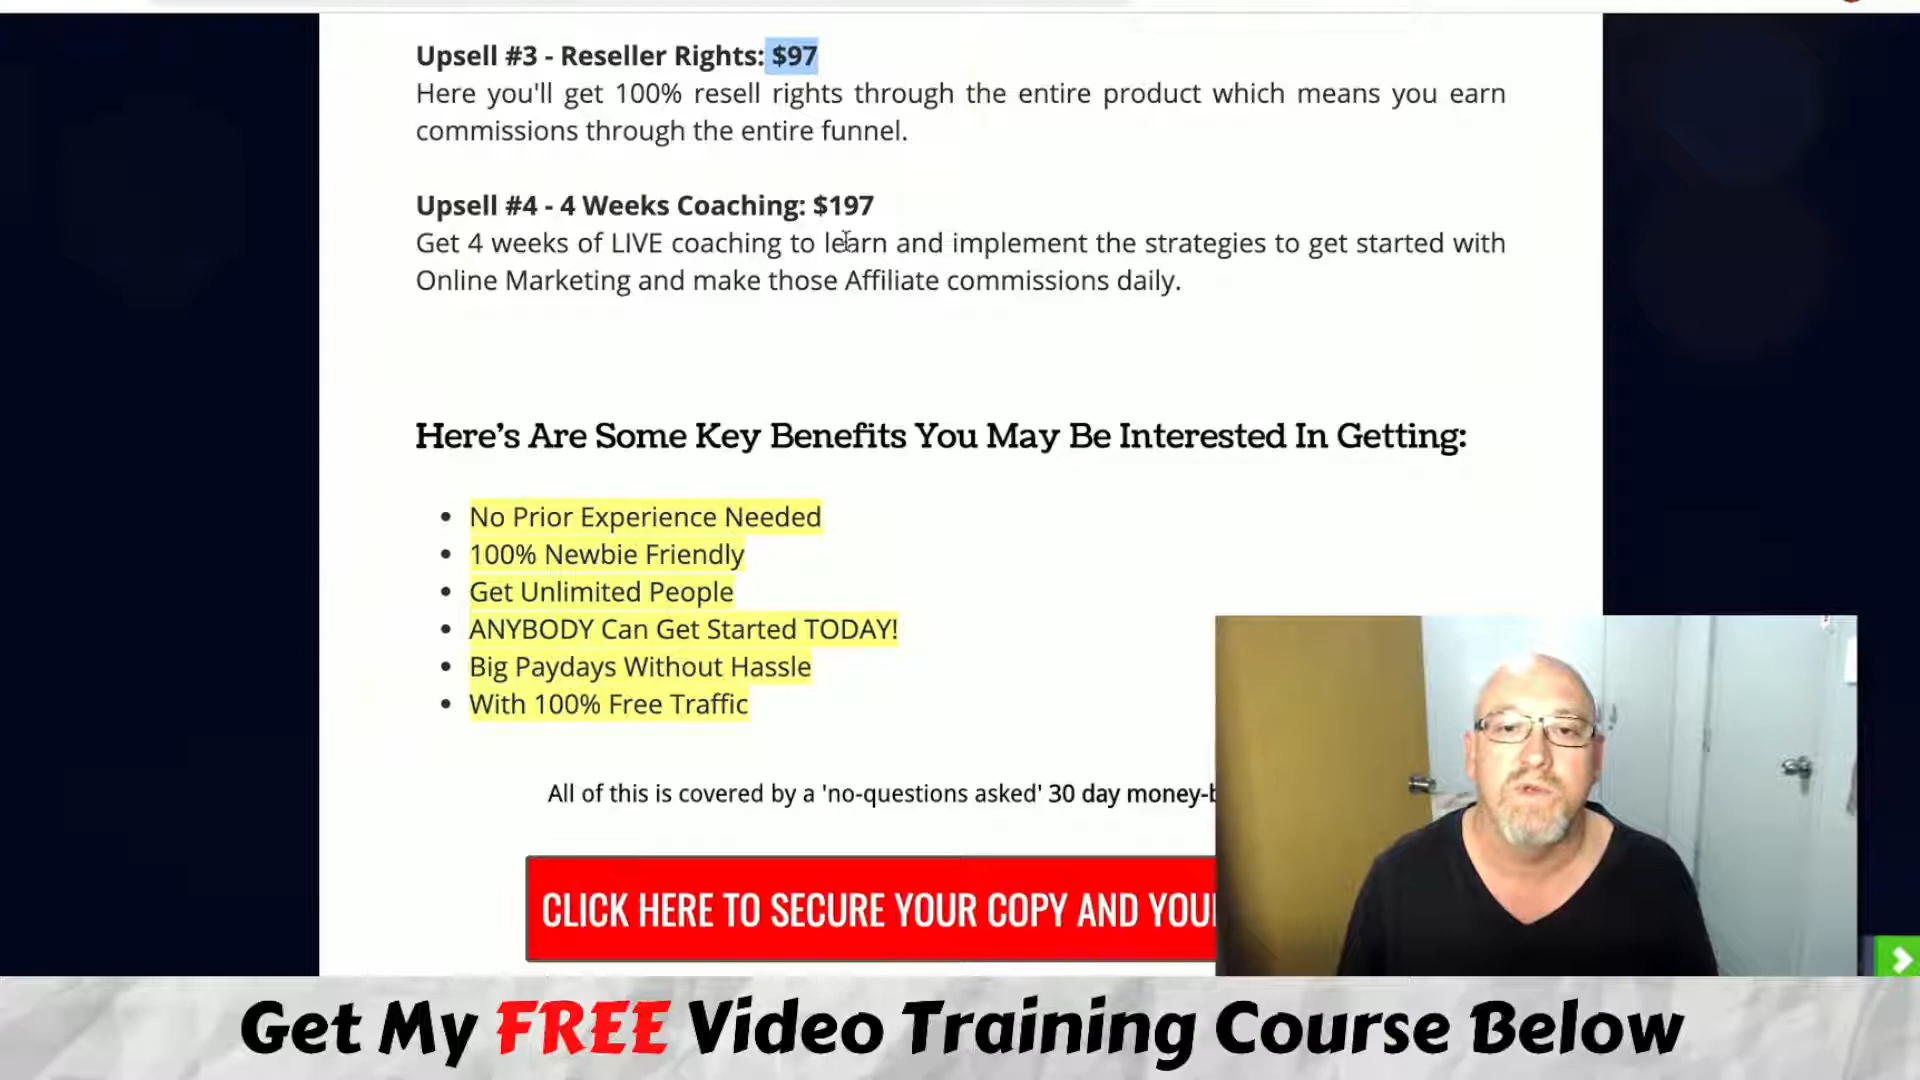 Upsell #3 - Reseller Rights: $97
Here you'll get 100% resell rights through the entire product which means you earn
commissions through the entire funnel.
Upsell #4 - 4 Weeks Coaching: $197
Get 4 weeks of LIVE coaching to learn and implement the strategies to get started with
Online Marketing and make those Affiliate commissions daily.
Here's Are Some Key Benefits You May Be Interested In Getting:
No Prior Experience Needed
100% Newbie Friendly
Get Unlimited People
ANYBODY Can Get Started TODAY!
Big Paydays Without Hassle
With 100% Free Traffic
All of this is covered by a 'no-questions asked' 30 day money-
CLICK HERE TO SECURE YOUR COPY AND
Get My FREE Video Training Course Below